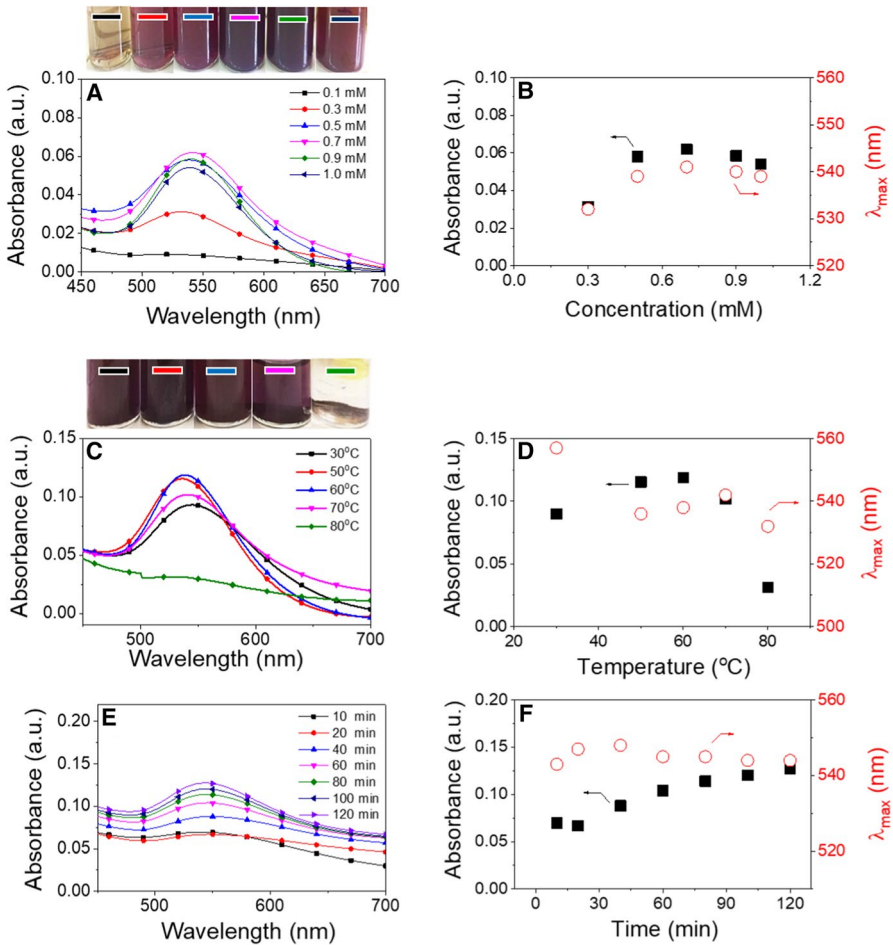 A
Absorbance (a.u.)
0.10
0.08
0.06
0.04
0.02
0.00
0.1 mM
0.3 mM
0.5 mM
0.7 mM
0.9 mM
1.0 mM
450 500 550 600 650 700
Wavelength (nm)
B
Absorbance (a.u.)
0.10
0.08
0.06
0.04
0.02
0.00
560
550
540
530
520
λmax (nm)
0.0 0.3 0.6 0.9 1.2
Concentration (mM)
C
Absorbance (a.u.)
0.15
0.10
0.05
0.00
30°C
50°C
60°C
70°C
80°C
500 600 700
Wavelength (nm)
D
Absorbance (a.u.)
0.15
0.10
0.05
0.00
560
540
520
500
λmax (nm)
20 40 60 80
Temperature (°C)
E
Absorbance (a.u.)
0.20
0.15
0.10
0.05
0.00
10 min
20 min
40 min
60 min
80 min
100 min
120 min
500 600 700
Wavelength (nm)
F
Absorbance (a.u.)
0.20
0.15
0.10
0.05
0.00
560
540
520
λmax (nm)
0 30 60 90 120
Time (min)